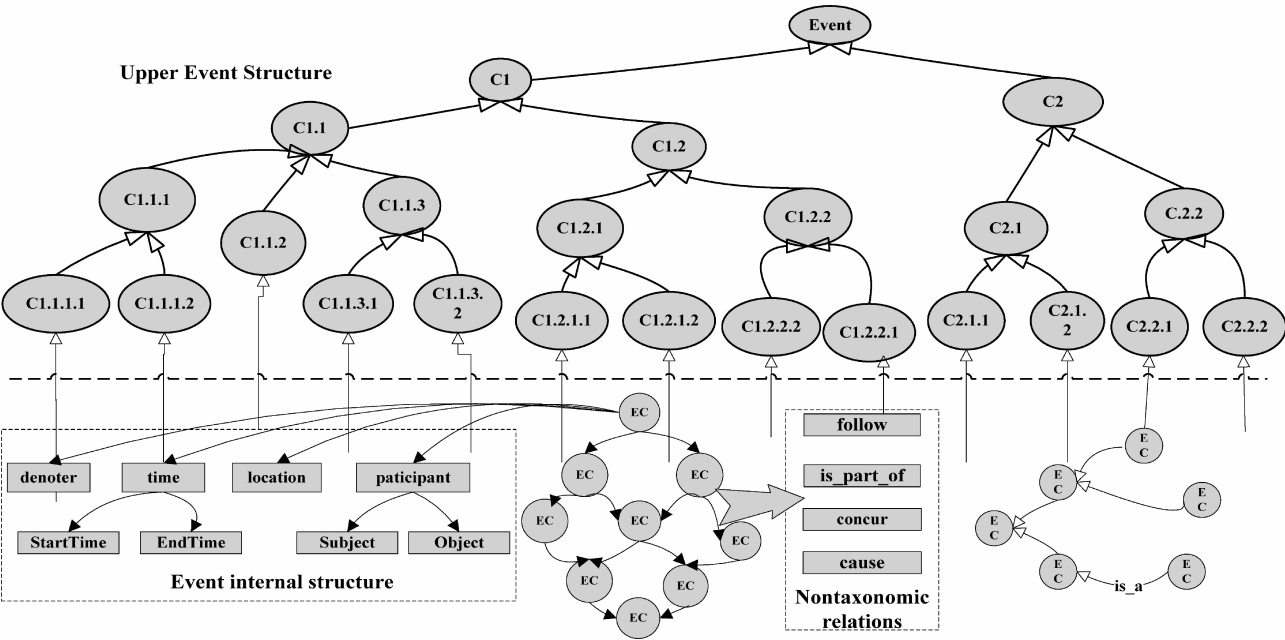 Event
Upper Event Structure
C1
C2
C1.1
C1.2
C1.1.1
C1.1.2
C1.1.3
C1.2.1
C1.2.2
C2.1
C.2.2
C1.1.1.1
C1.1.1.2
C1.1.3.1
C1.1.3.
2
C1.2.1.1
C1.2.1.2
C1.2.2.2
C1.2.2.1
C2.1.1
C2.1.
2
C2.2.1
C2.2.2
denoter
time
location
paticipant
StartTime
EndTime
Subject
Object
Event internal structure
EC
EC
EC
EC
EC
EC
EC
EC
EC
follow
is_part_of
concur
cause
Nontaxonomic
relations
E
C
E
C
E
C
E
C
E
C
is_a
E
C